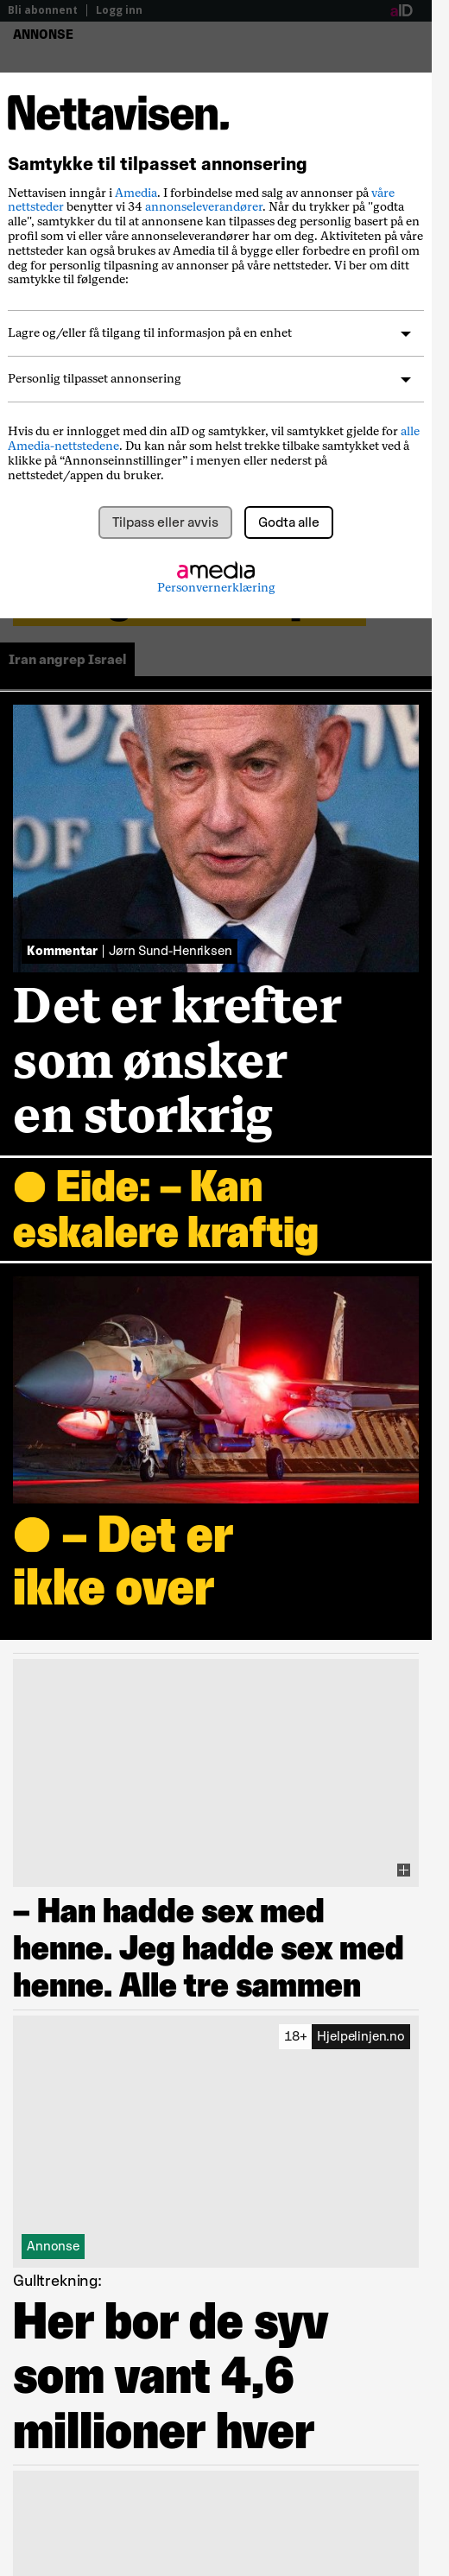 Bli abonnent | Logg inn
aID
ANNONSE
Nettavisen.
Samtykke til tilpasset annonsering
Nettavisen inngår i Amedia. I forbindelse med salg av annonser på våre
nettsteder benytter vi 34 annonseleverandører. Når du trykker på "godta
alle", samtykker du til at annonsene kan tilpasses deg personlig basert på en
profil som vi eller våre annonseleverandører har om deg. Aktiviteten på våre
nettsteder kan også brukes av Amedia til å bygge eller forbedre en profil om
deg for personlig tilpasning av annonser på våre nettsteder. Vi ber om ditt
samtykke til følgende:
Lagre og/eller få tilgang til informasjon på en enhet
Personlig tilpasset annonsering
Hvis du er innlogget med din aID og samtykker, vil samtykket gjelde for alle
Amedia-nettstedene. Du kan når som helst trekke tilbake samtykket ved å
klikke på “Annonseinnstillinger” i menyen eller nederst på
nettstedet/appen du bruker.
Tilpass eller avvis
Godta alle
amedia
Personvernerklæring
Iran angrep Israel
Kommentar | Jørn Sund-Henriksen
Det er krefter
som ønsker
en storkrig
● Eide: – Kan
eskalere kraftig
● – Det er
ikke over
– Han hadde sex med
henne. Jeg hadde sex med
henne. Alle tre sammen
18+ Hjelpelinjen.no
Annonse
Gulltrekning:
Her bor de syv
som vant 4,6
millioner hver